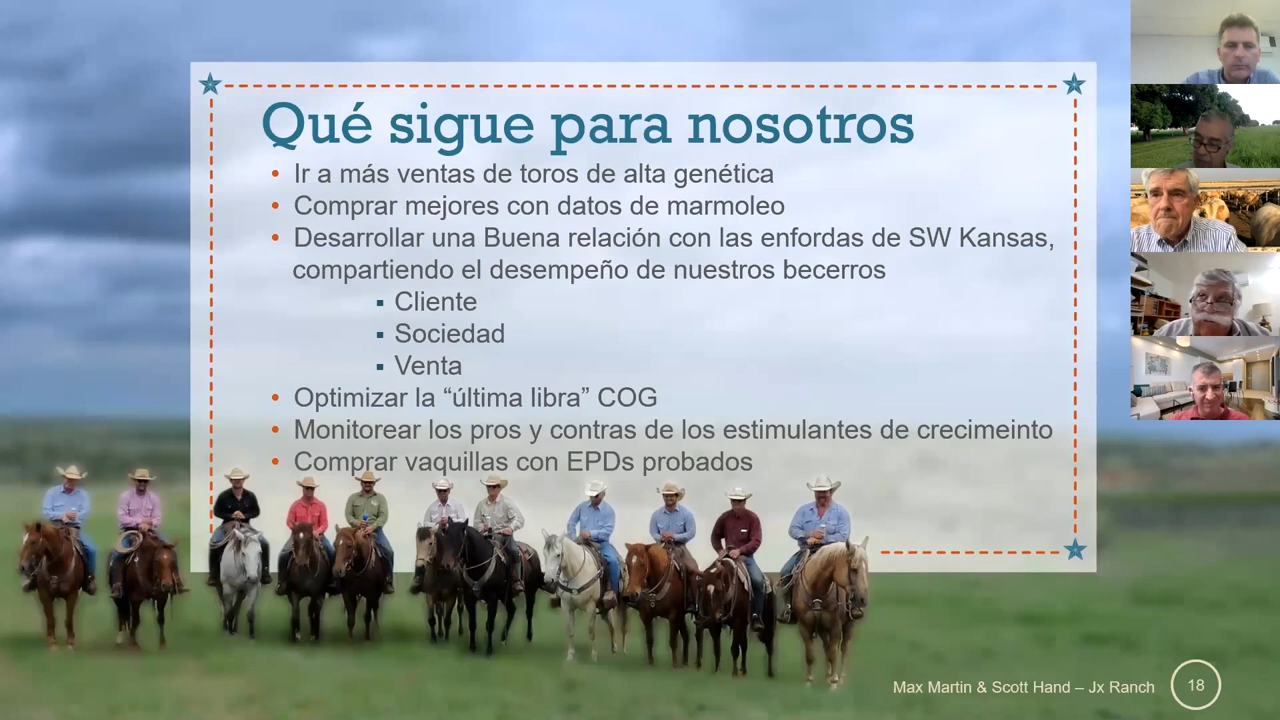 Qué sigue para nosotros
• Ir a más ventas de toros de alta genética
• Comprar mejores con datos de marmoleo
• Desarrollar una Buena relación con las enfordas de SW Kansas,
compartiendo el desempeño de nuestros becerros
▪ Cliente
▪ Sociedad
▪ Venta
• Optimizar la “última libra” COG
• Monitorear los pros y contras de los estimulantes de crecimeinto
• Comprar vaquillas con EPDs probados
Max Martin & Scott Hand – Jx Ranch
18